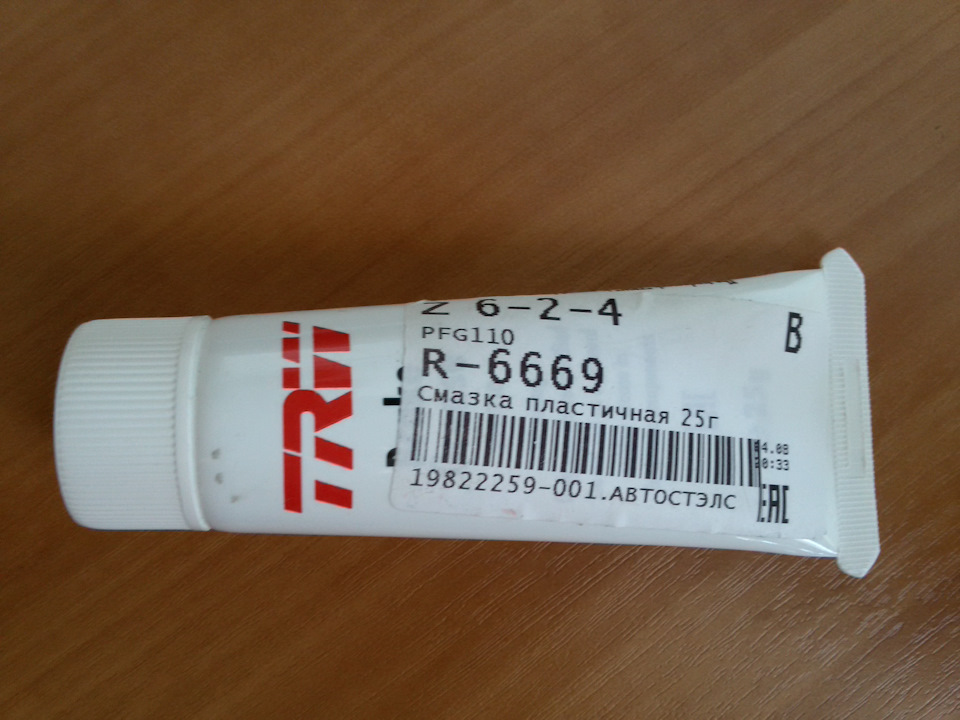 TRW
Z 6-2-4
B
PFG110
R-6669
Смазка пластичная 25г
4.08
0:33
19822259-001.АВТОСТЭЛС
EAC